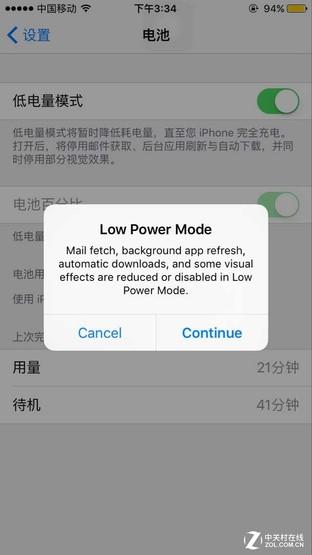 中国移动
下午3:34
94%
设置
电池
低电量模式
低电量模式将暂时降低耗电量，直至您 iPhone 完全充电。
打开后，将停用邮件获取、后台应用刷新与自动下载，并同
时停用部分视觉效果。
电池百分比
低电量
Low Power Mode
Mail fetch, background app refresh,
automatic downloads, and some visual
effects are reduced or disabled in Low
Power Mode.
电池用
使用 iP
Cancel
Continue
上次完
用量
21分钟
待机
41分钟
Z 中关村在线
ZOL.COM.CN